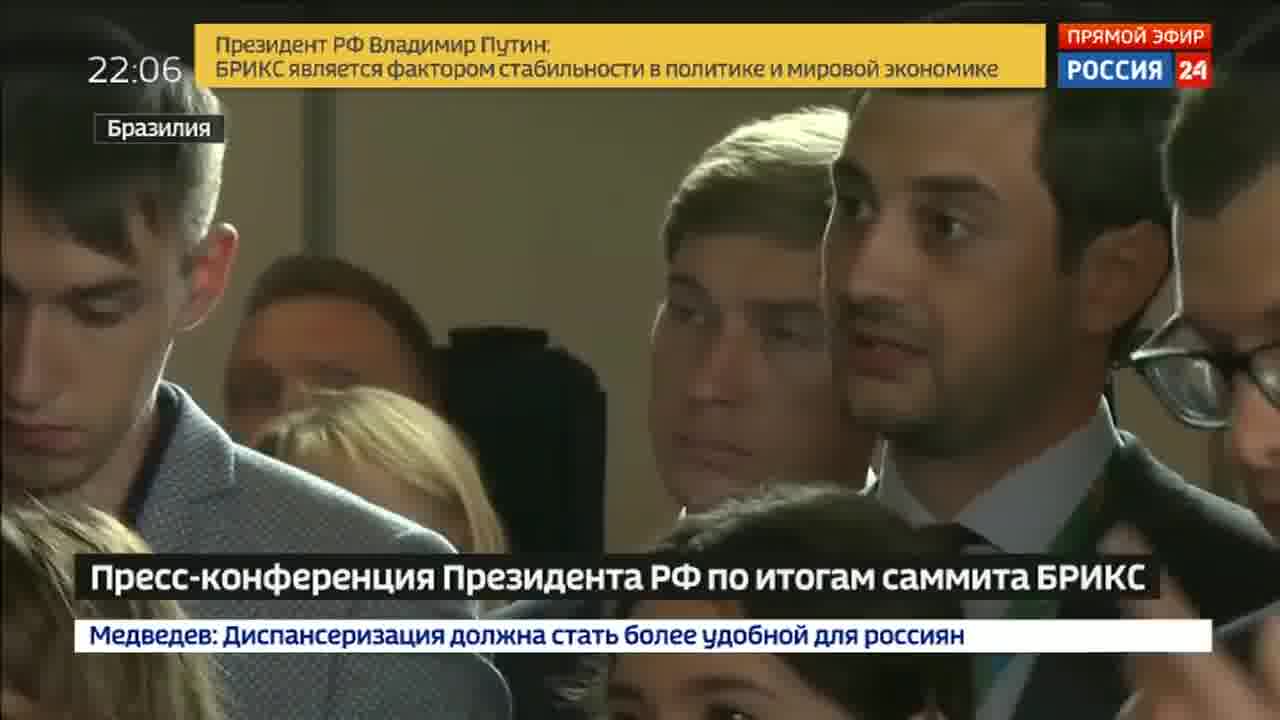 22:06
Президент РФ Владимир Путин:
БРИКС является фактором стабильности в политике и мировой экономике
ПРЯМОЙ ЭФИР
РОССИЯ 24
Бразилия
Пресс-конференция Президента РФ по итогам саммита БРИКС
Медведев: Диспансеризация должна стать более удобной для россиян